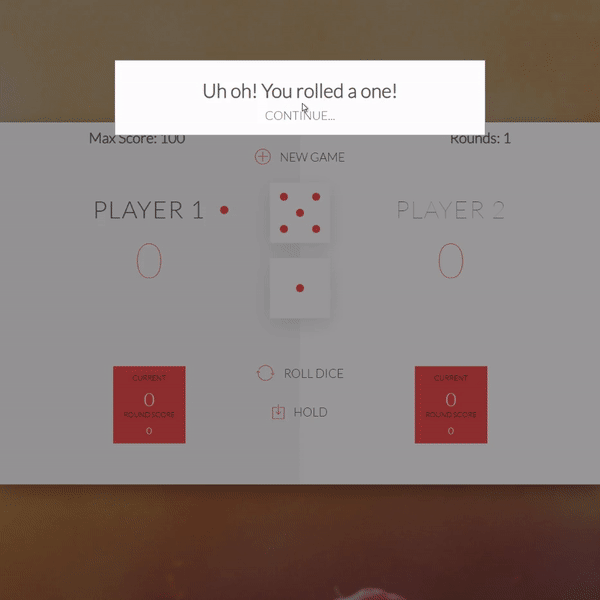 Uh oh! You rolled a one!
CONTINUE...
Max Score: 100
Rounds: 1
NEW GAME
PLAYER 1
PLAYER 2
0
0
ROLL DICE
HOLD
CURRENT
0
ROUND SCORE
0
CURRENT
0
ROUND SCORE
0